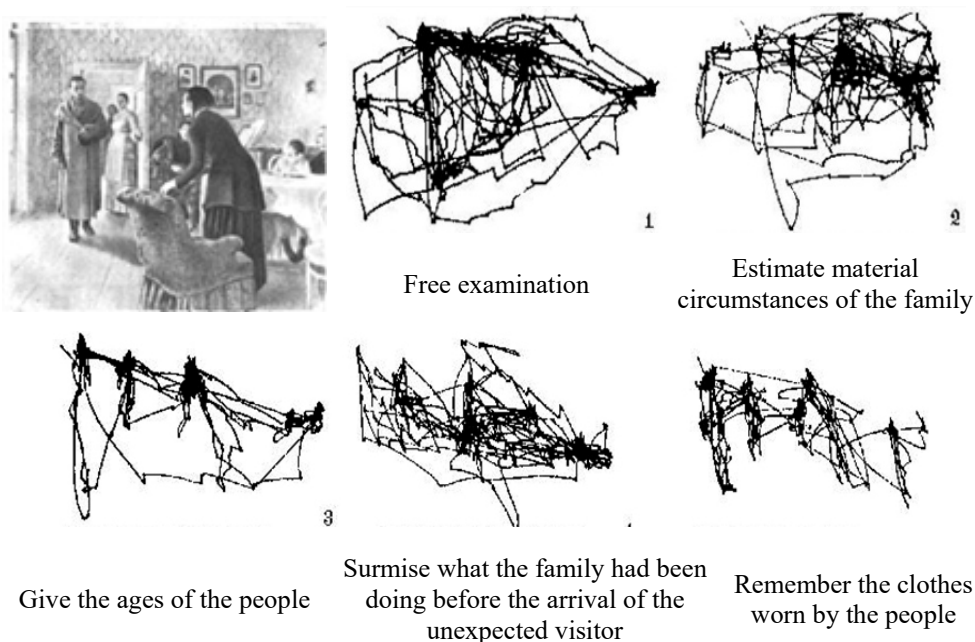 1
2
Free examination
Estimate material
circumstances of the family
3
Give the ages of the people
Surmise what the family had been
doing before the arrival of the
unexpected visitor
Remember the clothes
worn by the people